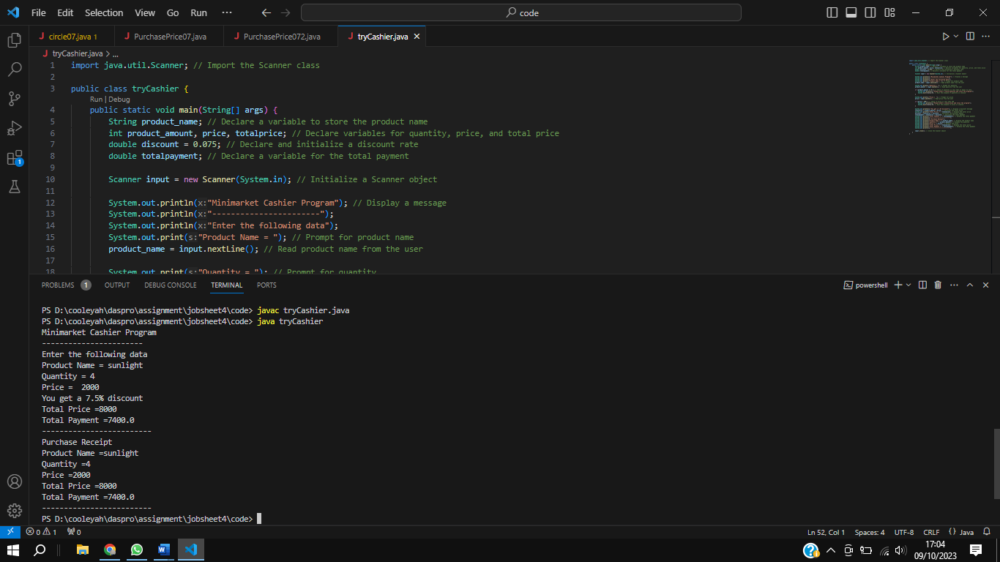 File Edit Selection View Go Run ··· code
circle07.java 1 PurchasePrice07.java PurchasePrice072.java tryCashier.java
tryCashier.java > ...
1 import java.util.Scanner; // Import the Scanner class
2
3 public class tryCashier {
Run | Debug
4 public static void main(String[] args) {
5 String product_name; // Declare a variable to store the product name
6 int product_amount, price, totalprice; // Declare variables for quantity, price, and total price
7 double discount = 0.075; // Declare and initialize a discount rate
8 double totalpayment; // Declare a variable for the total payment
9
10 Scanner input = new Scanner(System.in); // Initialize a Scanner object
11
12 System.out.println(x:"Minimarket Cashier Program"); // Display a message
13 System.out.println(x:"-----------------------");
14 System.out.println(x:"Enter the following data");
15 System.out.print(s:"Product Name = "); // Prompt for product name
16 product_name = input.nextLine(); // Read product name from the user
17
18 System.out.print(s:"Quantity = "); // Prompt for quantity
PROBLEMS 1 OUTPUT DEBUG CONSOLE TERMINAL PORTS powershell
PS D:\cooleyah\daspro\assignment\jobsheet4\code> javac tryCashier.java
PS D:\cooleyah\daspro\assignment\jobsheet4\code> java tryCashier
Minimarket Cashier Program
-----------------------
Enter the following data
Product Name = sunlight
Quantity = 4
Price =  2000
You get a 7.5% discount
Total Price =8000
Total Payment =7400.0
-------------------------
Purchase Receipt
Product Name =sunlight
Quantity =4
Price =2000
Total Price =8000
Total Payment =7400.0
-------------------------
PS D:\cooleyah\daspro\assignment\jobsheet4\code>
0 1 0 Ln 52, Col 1 Spaces: 4 UTF-8 CRLF {} Java
17:04
09/10/2023